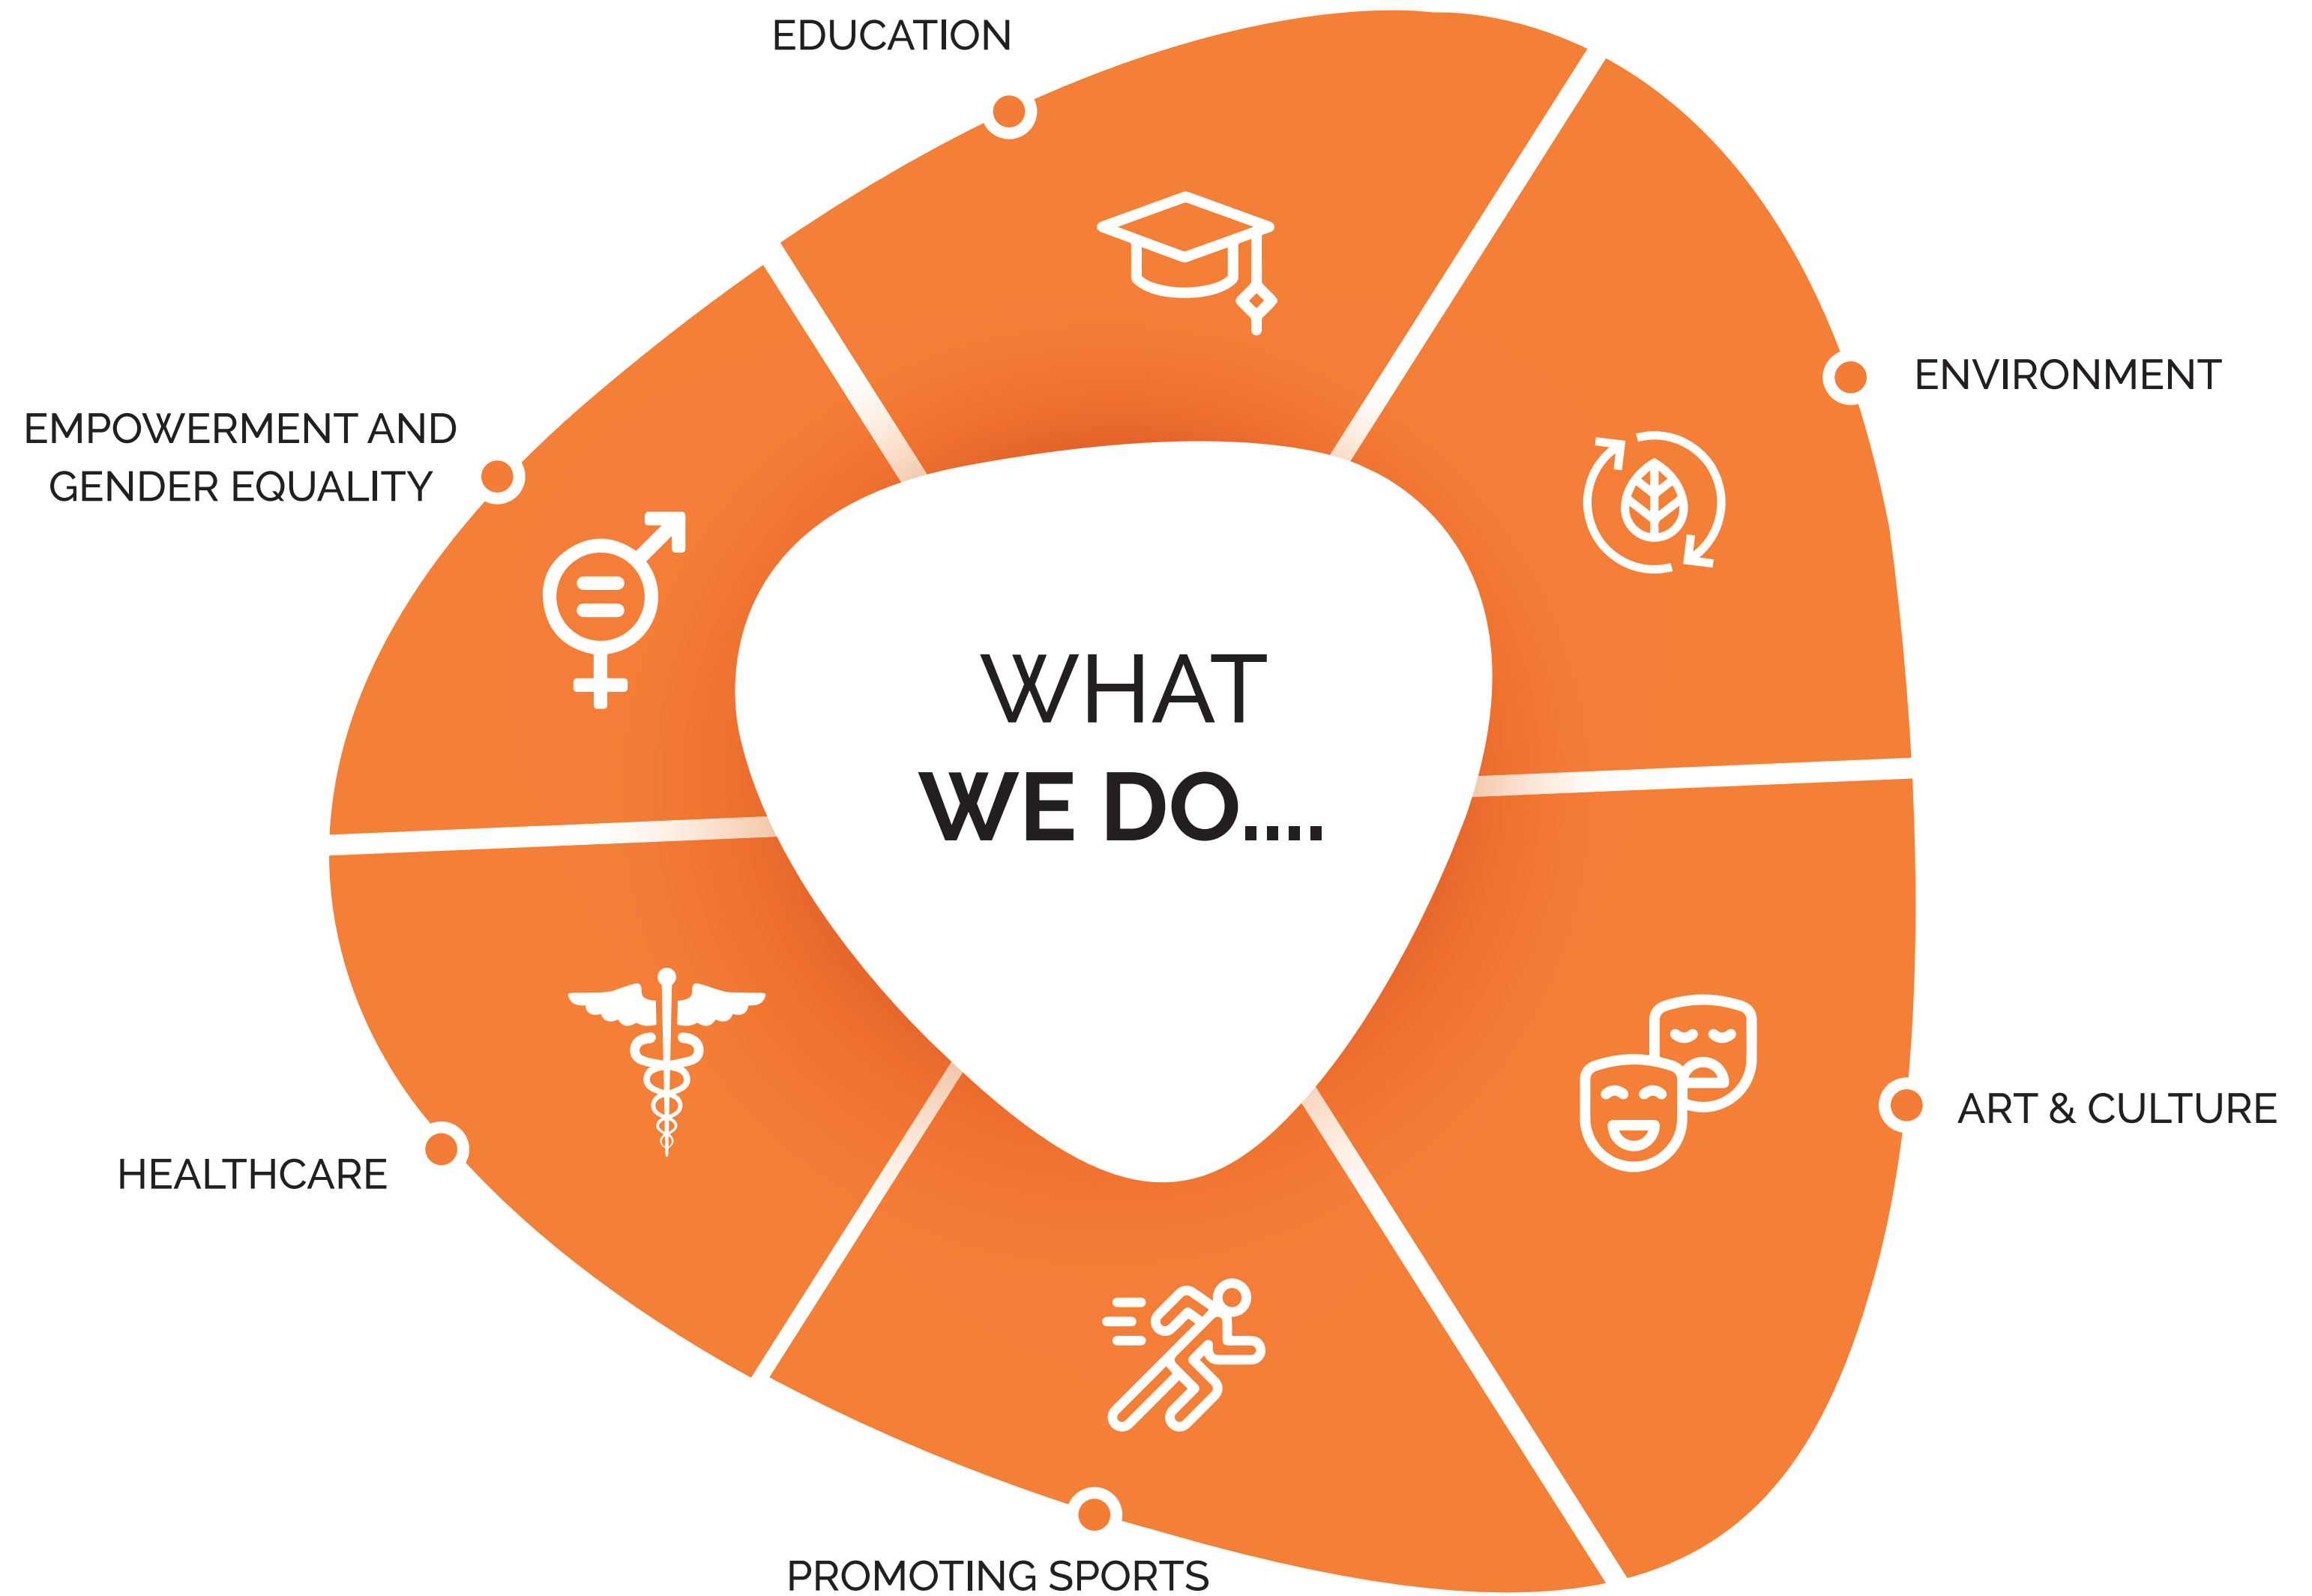 EDUCATION
ENVIRONMENT
EMPOWERMENT AND
GENDER EQUALITY
WHAT
WE DO....
ART & CULTURE
HEALTHCARE
PROMOTING SPORTS